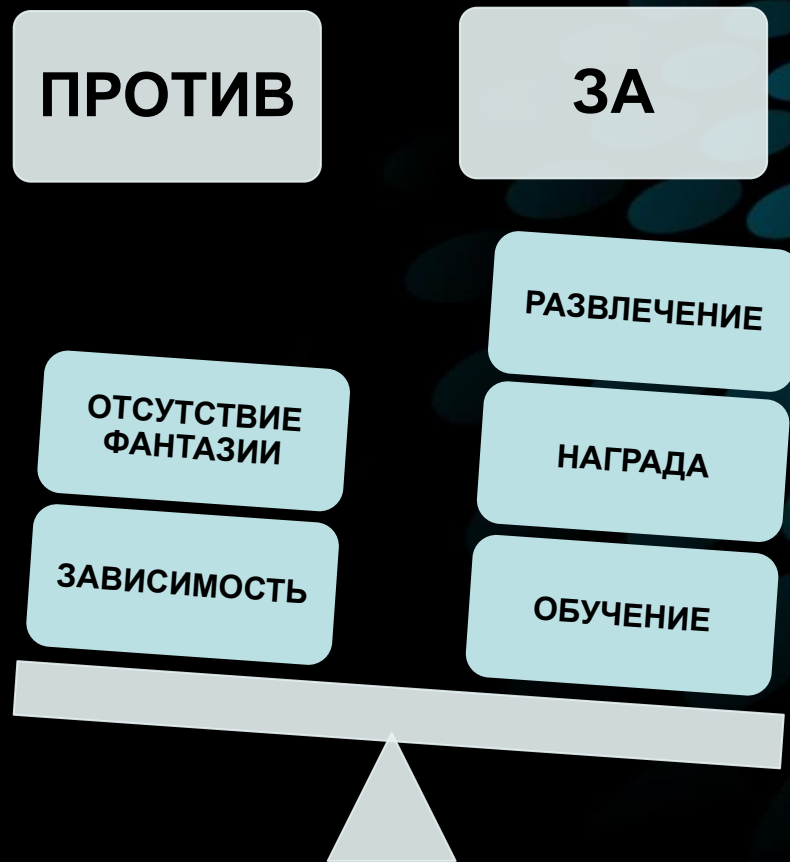 ПРОТИВ
ЗА
ОТСУТСТВИЕ
ФАНТАЗИИ
ЗАВИСИМОСТЬ
РАЗВЛЕЧЕНИЕ
НАГРАДА
ОБУЧЕНИЕ